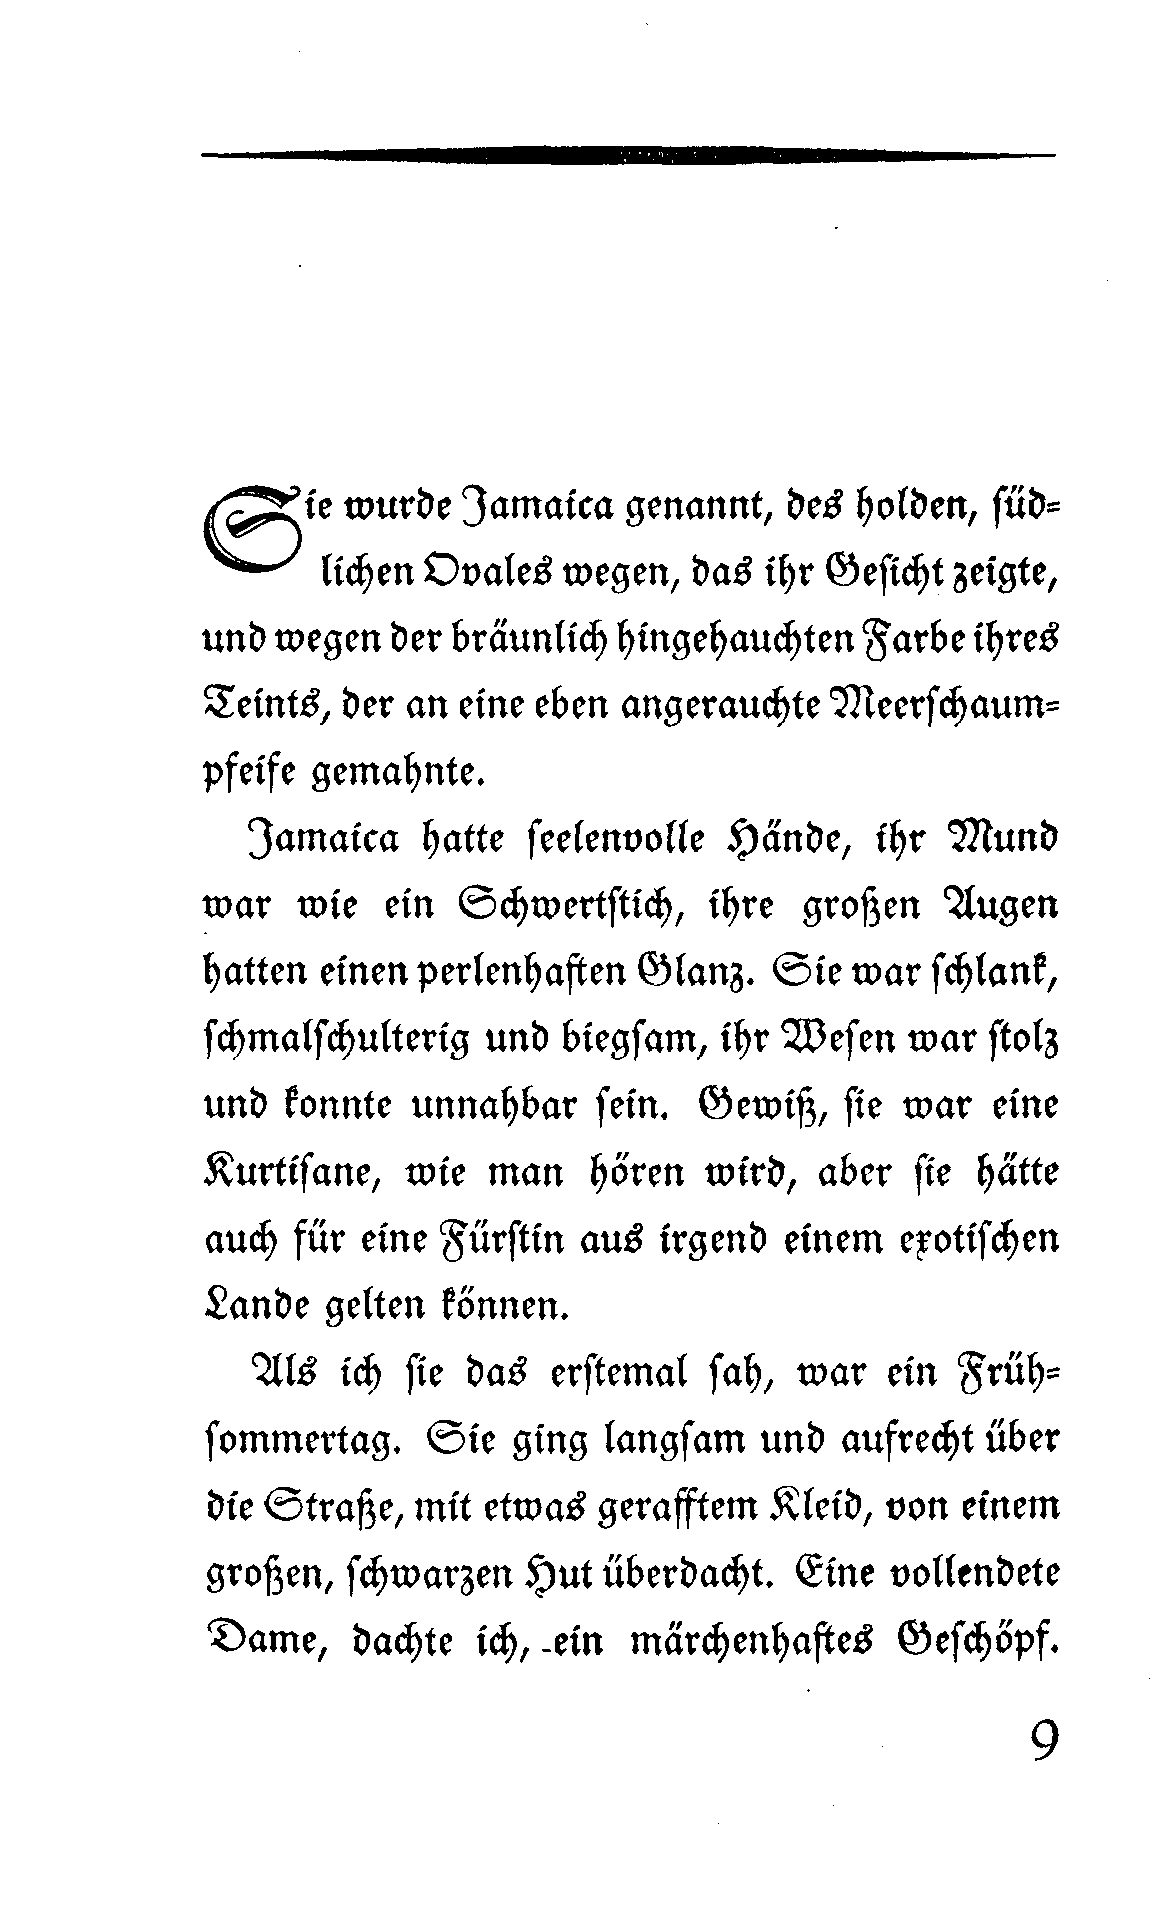 Sie wurde Jamaica genannt, des holden, süd-
lichen Ovales wegen, das ihr Gesicht zeigte,
und wegen der bräunlich hingehauchten Farbe ihres
Teints, der an eine eben angerauchte Meerschaum-
pfeife gemahnte.
Jamaica hatte seelenvolle Hände, ihr Mund
war wie ein Schwertstich, ihre großen Augen
hatten einen perlenhaften Glanz. Sie war schlank,
schmalschulterig und biegsam, ihr Wesen war stolz
und konnte unnahbar sein. Gewiß, sie war eine
Kurtisane, wie man hören wird, aber sie hätte
auch für eine Fürstin aus irgend einem exotischen
Lande gelten können.
Als ich sie das erstemal sah, war ein Früh-
sommertag. Sie ging langsam und aufrecht über
die Straße, mit etwas gerafftem Kleid, von einem
großen, schwarzen Hut überdacht. Eine vollendete
Dame, dachte ich, ein märchenhaftes Geschöpf.
9